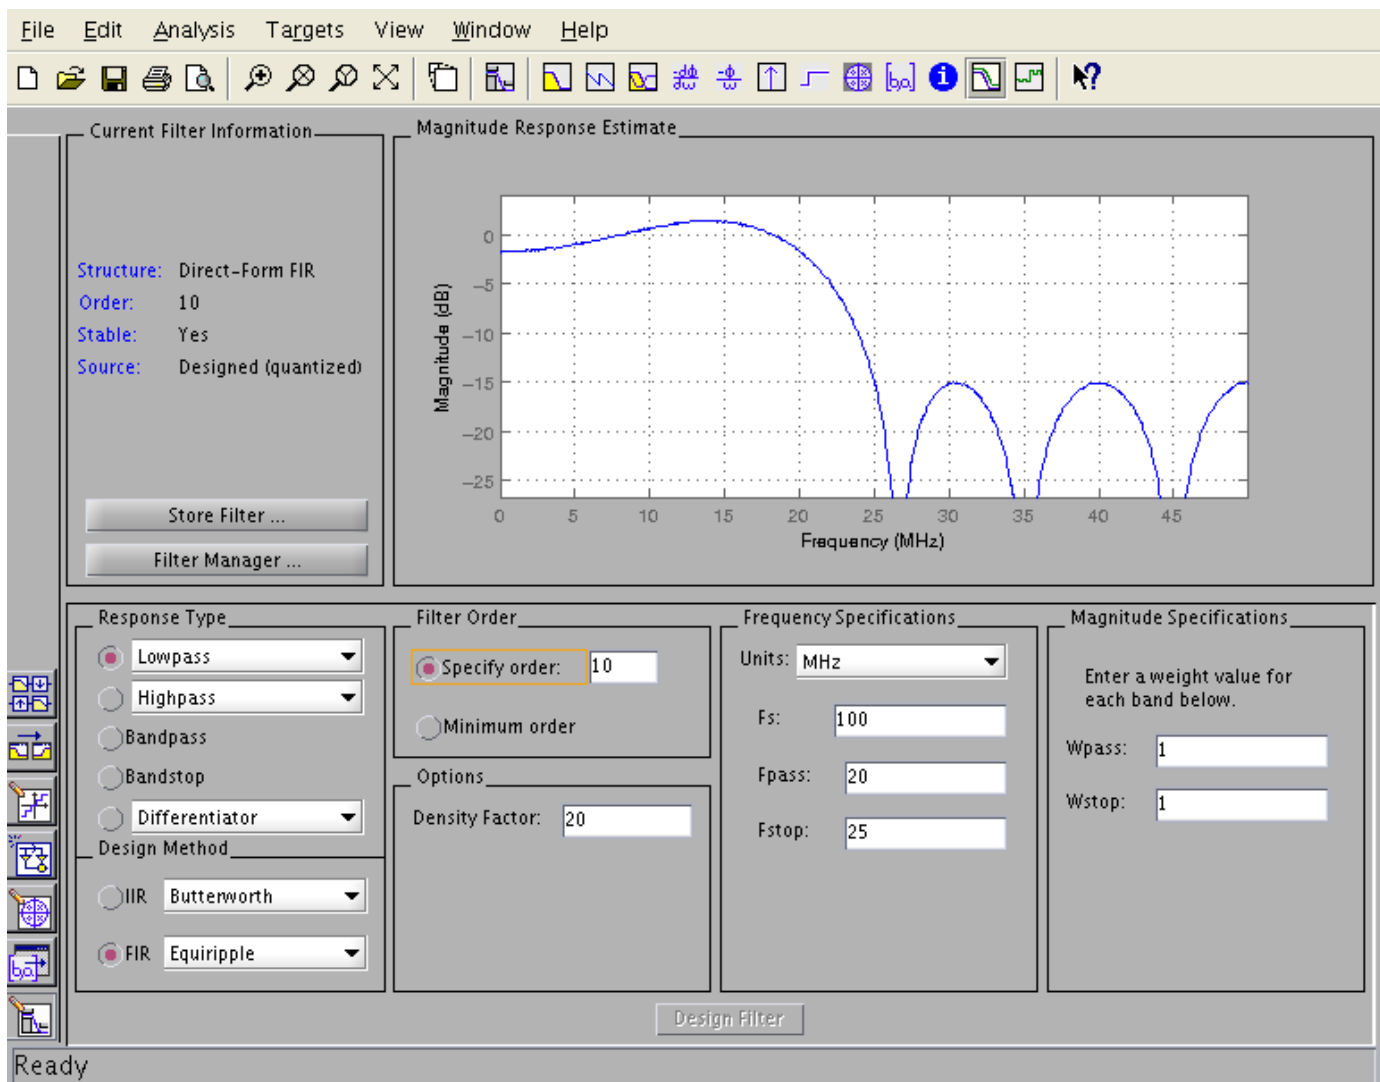 File Edit Analysis Targets View Window Help
Current Filter Information
Structure: Direct-Form FIR
Order: 10
Stable: Yes
Source: Designed (quantized)
Store Filter ...
Filter Manager ...
Magnitude Response Estimate
Magnitude (dB)
0
−5
−10
−15
−20
−25
0 5 10 15 20 25 30 35 40 45
Frequency (MHz)
Response Type
Lowpass
Highpass
Bandpass
Bandstop
Differentiator
Design Method
IIR Butterworth
FIR Equiripple
Filter Order
Specify order: 10
Minimum order
Options
Density Factor: 20
Frequency Specifications
Units: MHz
Fs: 100
Fpass: 20
Fstop: 25
Magnitude Specifications
Enter a weight value for
each band below.
Wpass: 1
Wstop: 1
Design Filter
Ready